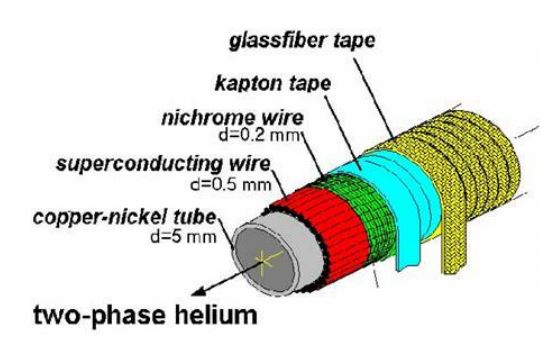 glassfiber tape
kapton tape
nichrome wire
d=0.2 mm
superconducting wire
d=0.5 mm
copper-nickel tube
d=5 mm
two-phase helium